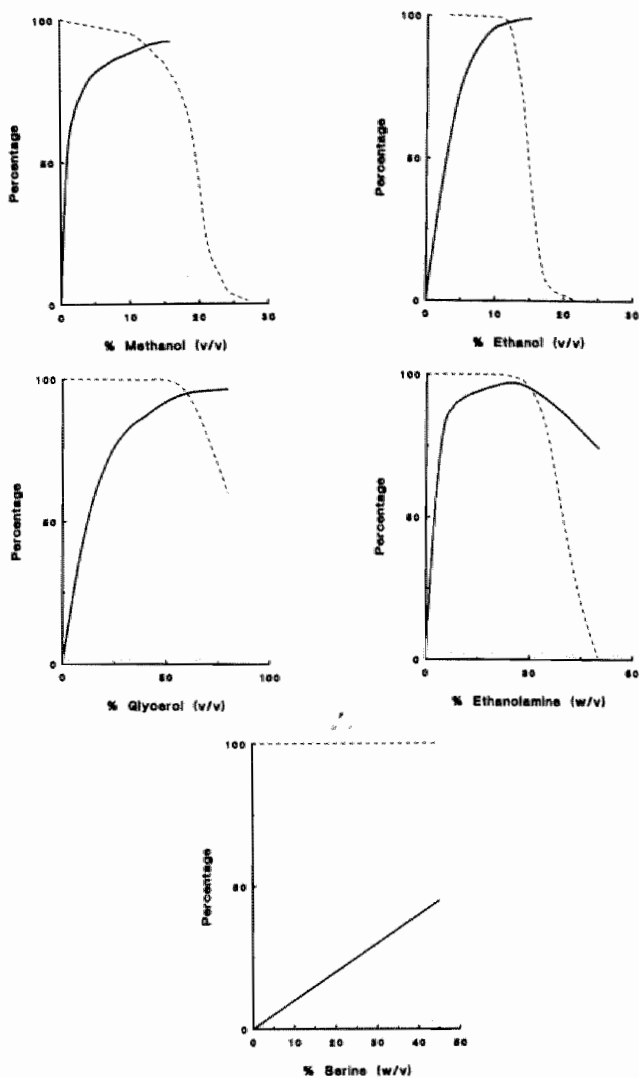 100
50
0
Percentage
0 10 20 30
% Methanol (v/v)
100
50
0
Percentage
0 10 20 30
% Ethanol (v/v)
100
50
0
Percentage
0 50 100
% Glycerol (v/v)
100
50
0
Percentage
0 30 60
% Ethanolamine (w/v)
100
50
0
Percentage
0 10 20 30 40 50
% Serine (w/v)